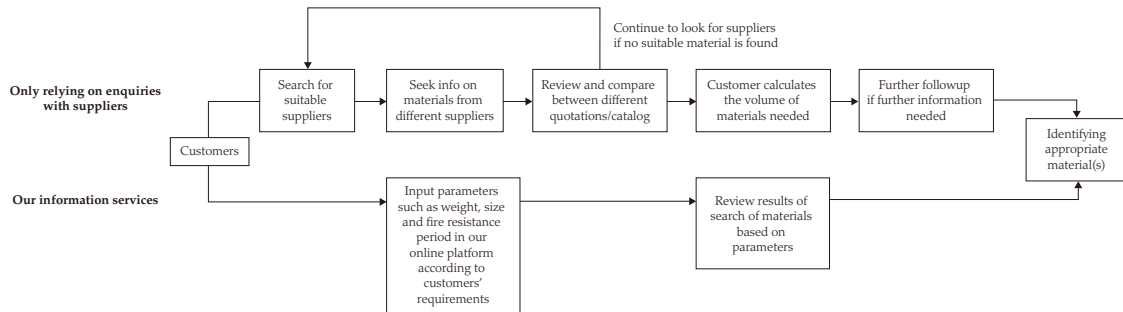 Continue to look for suppliers
if no suitable material is found
Only relying on enquiries
with suppliers
Search for
suitable
suppliers
Seek info on
materials from
different suppliers
Review and compare
between different
quotations/catalog
Customer calculates
the volume of
materials needed
Further followup
if further information
needed
Customers
Identifying
appropriate
material(s)
Our information services
Input parameters
such as weight, size
and fire resistance
period in our
online platform
according to
customers'
requirements
Review results of
search of materials
based on
parameters